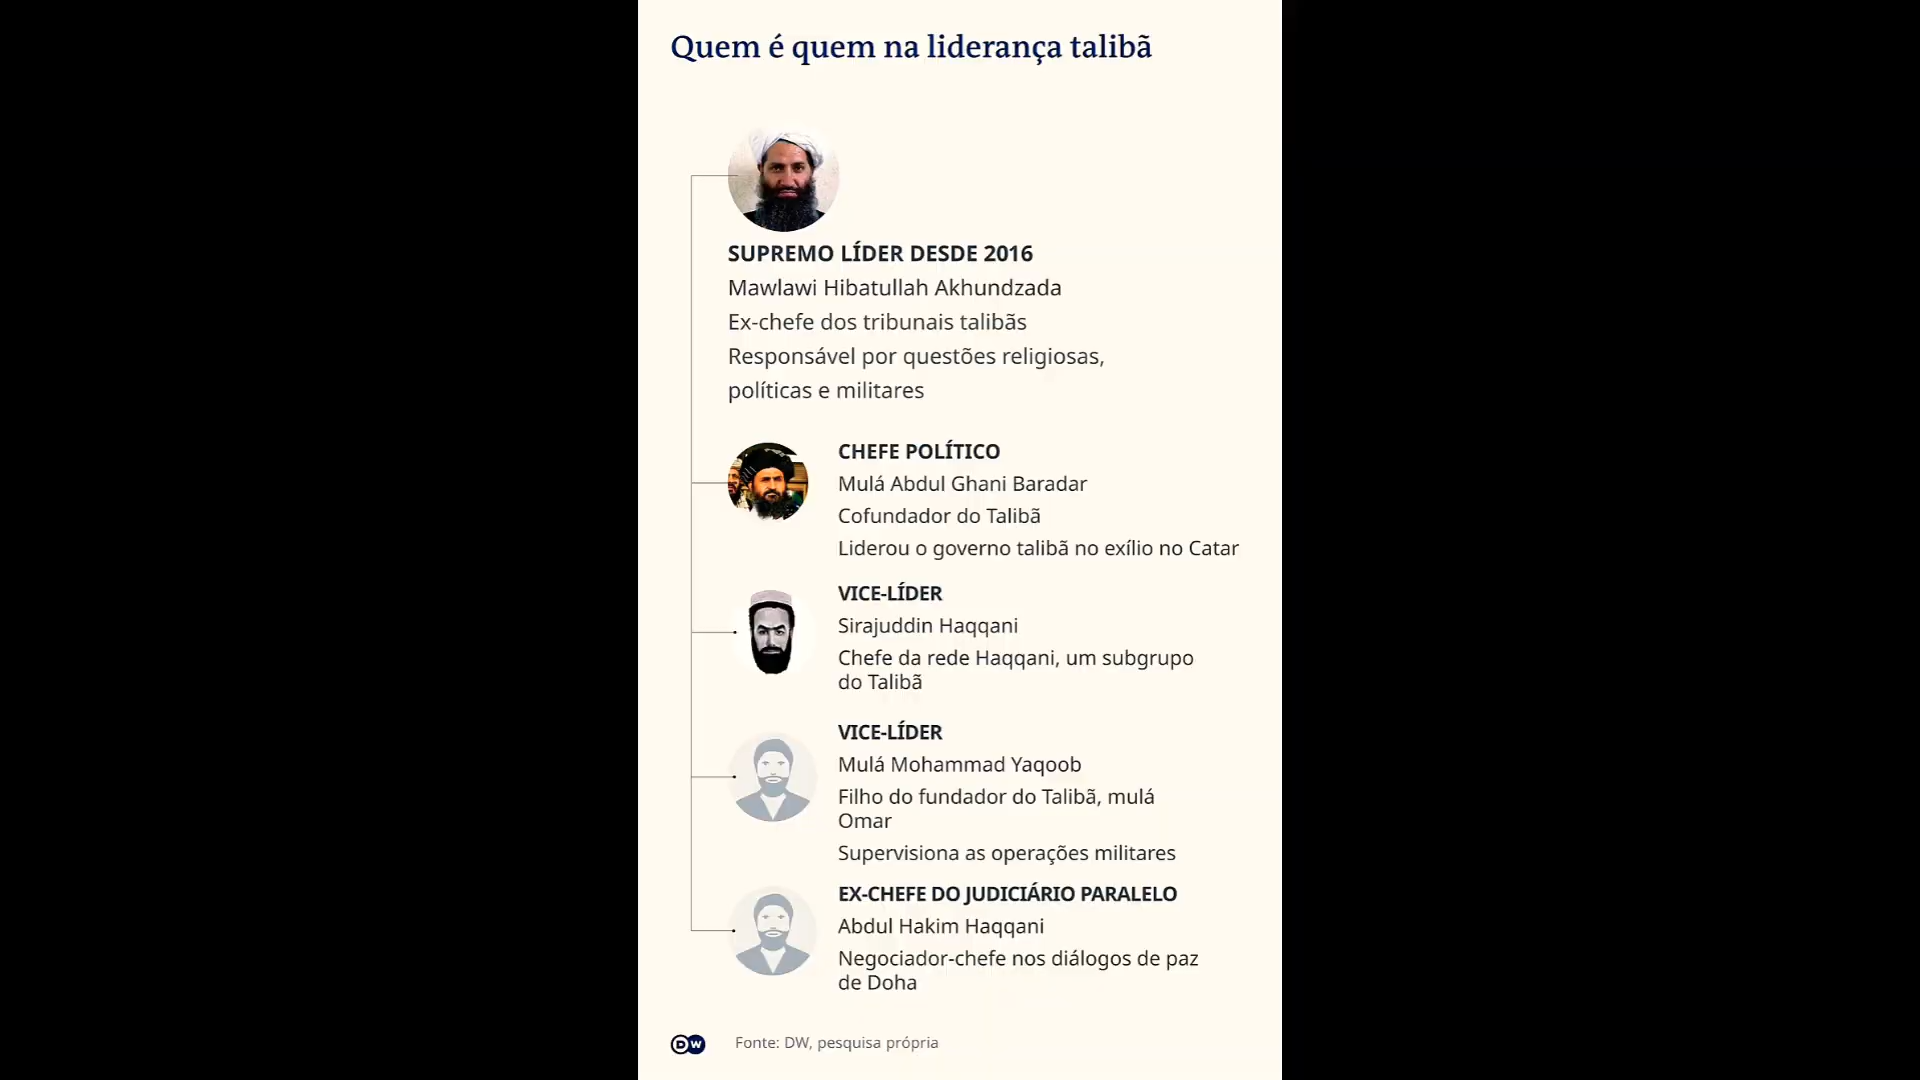 Quem é quem na liderança talibã
SUPREMO LÍDER DESDE 2016
Mawlawi Hibatullah Akhundzada
Ex-chefe dos tribunais talibãs
Responsável por questões religiosas,
políticas e militares
CHEFE POLÍTICO
Mulá Abdul Ghani Baradar
Cofundador do Talibã
Liderou o governo talibã no exílio no Catar
VICE-LÍDER
Sirajuddin Haqqani
Chefe da rede Haqqani, um subgrupo
do Talibã
VICE-LÍDER
Mulá Mohammad Yaqoob
Filho do fundador do Talibã, mulá
Omar
Supervisiona as operações militares
EX-CHEFE DO JUDICIÁRIO PARALELO
Abdul Hakim Haqqani
Negociador-chefe nos diálogos de paz
de Doha
DW Fonte: DW, pesquisa própria